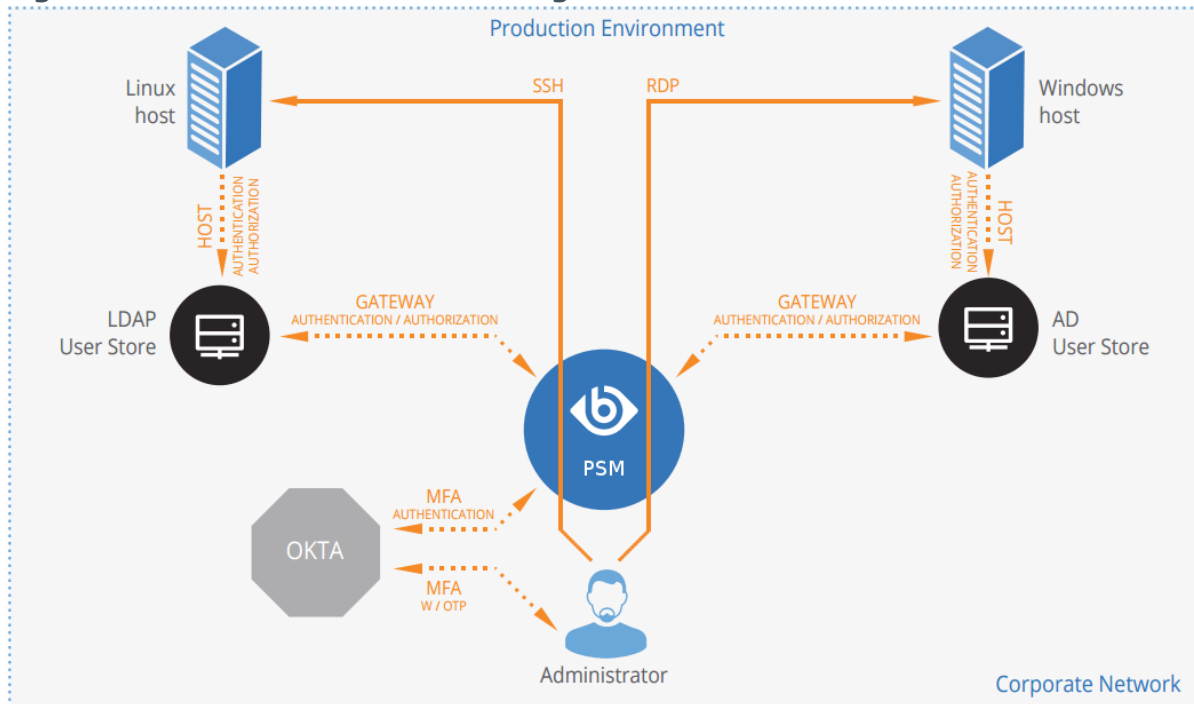 Production Environment
Linux
host
SSH
RDP
Windows
host
HOST
AUTHENTICATION
AUTHORIZATION
HOST
AUTHENTICATION
AUTHORIZATION
LDAP
User Store
GATEWAY
AUTHENTICATION / AUTHORIZATION
GATEWAY
AUTHENTICATION / AUTHORIZATION
AD
User Store
b
PSM
MFA
AUTHENTICATION
OKTA
MFA
W / OTP
Administrator
Corporate Network